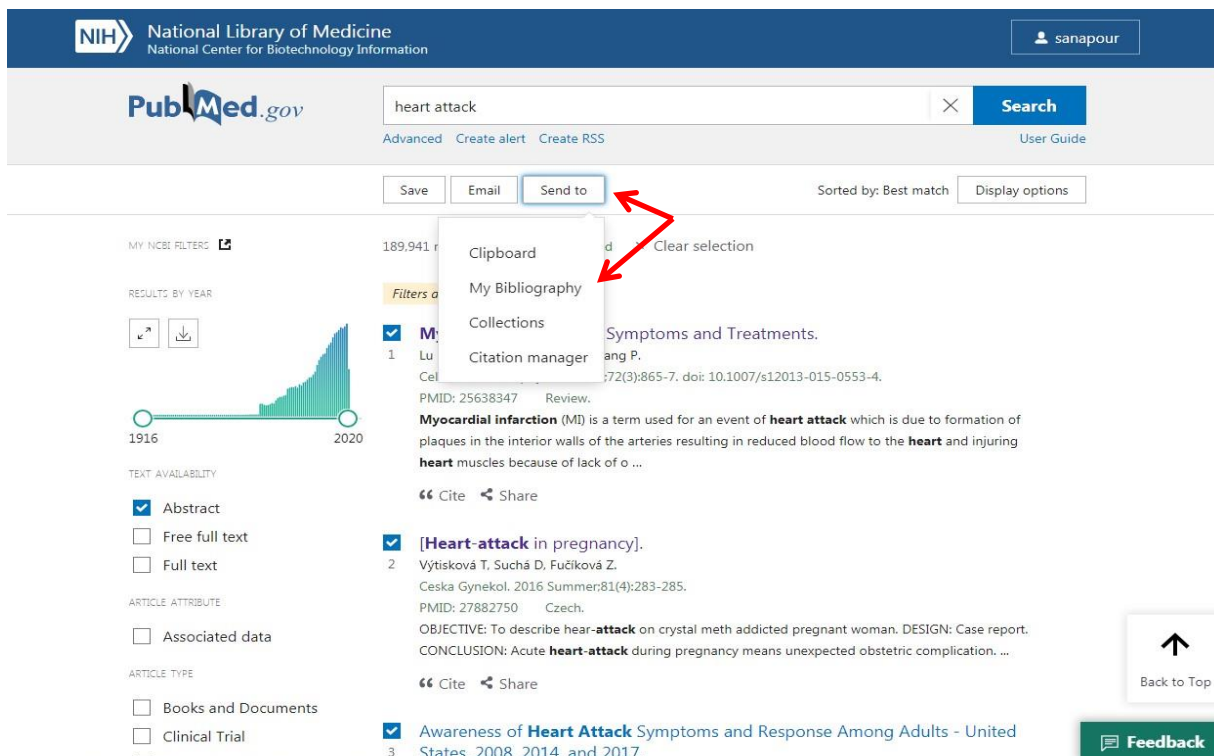 NIH National Library of Medicine
National Center for Biotechnology Information
sanapour
PubMed.gov
heart attack
Search
Advanced Create alert Create RSS
User Guide
Save Email Send to
Sorted by: Best match Display options
MY NCBI FILTERS
189,941
Clear selection
Clipboard
My Bibliography
Collections
Citation manager
RESULTS BY YEAR
Filters
1916 2020
Symptoms and Treatments.
1 Lu
P.
;72(3):865-7. doi: 10.1007/s12013-015-0553-4.
PMID: 25638347 Review.
Myocardial infarction (MI) is a term used for an event of heart attack which is due to formation of
plaques in the interior walls of the arteries resulting in reduced blood flow to the heart and injuring
heart muscles because of lack of o ...
Cite Share
TEXT AVAILABILITY
Abstract
Free full text
Full text
[Heart-attack in pregnancy].
2 Výtisková T, Suchá D, Fučíková Z.
Ceska Gynekol. 2016 Summer;81(4):283-285.
PMID: 27882750 Czech.
OBJECTIVE: To describe hear-attack on crystal meth addicted pregnant woman. DESIGN: Case report.
CONCLUSION: Acute heart-attack during pregnancy means unexpected obstetric complication. ...
Cite Share
ARTICLE ATTRIBUTE
Associated data
ARTICLE TYPE
Books and Documents
Clinical Trial
Awareness of Heart Attack Symptoms and Response Among Adults - United
3 States, 2008, 2014, and 2017.
Back to Top
Feedback